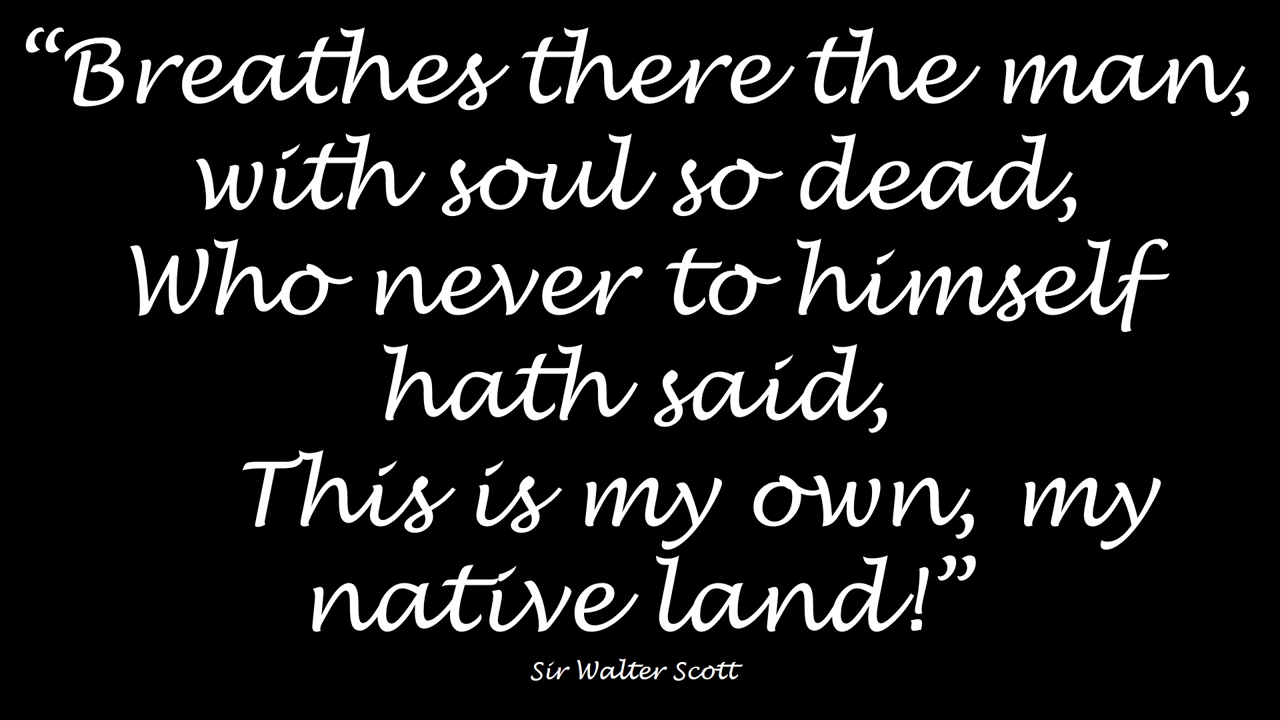 “Breathes there the man,
with soul so dead,
Who never to himself
hath said,
This is my own, my
native land!”
Sir Walter Scott